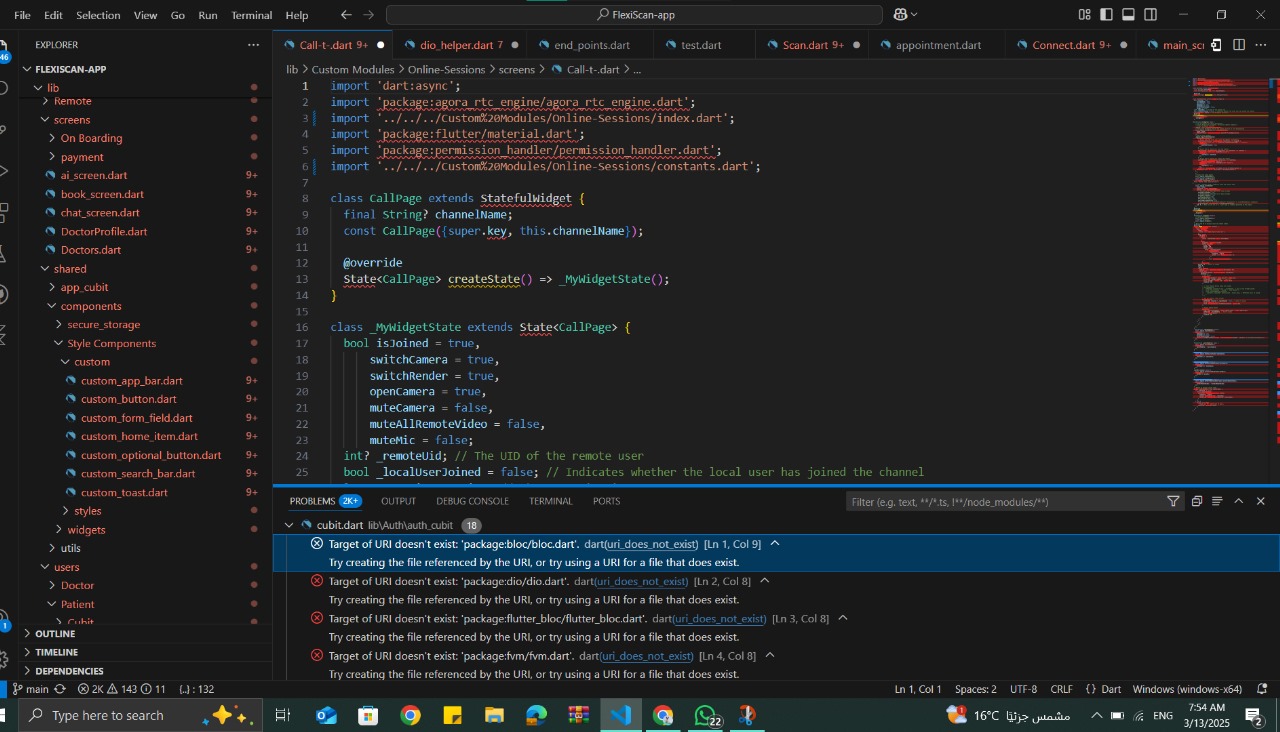 File Edit Selection View Go Run Terminal Help
FlexiScan-app
EXPLORER
FLEXISCAN-APP
lib
Remote
screens
On Boarding
payment
ai_screen.dart 9+
book_screen.dart 9+
chat_screen.dart 9+
DoctorProfile.dart 9+
Doctors.dart 9+
shared
app_cubit
components
secure_storage
Style Components
custom
custom_app_bar.dart 9+
custom_button.dart 9+
custom_form_field.dart 9+
custom_home_item.dart 9+
custom_optional_button.dart 9+
custom_search_bar.dart 9+
custom_toast.dart 9+
styles
widgets
utils
users
Doctor
Patient
Cubit
OUTLINE
TIMELINE
DEPENDENCIES
46
1
Call-t-.dart 9+ dio_helper.dart 7 end_points.dart test.dart Scan.dart 9+ appointment.dart Connect.dart 9+ main_scr
lib > Custom Modules > Online-Sessions > screens > Call-t-.dart > ...
1 import 'dart:async';
2 import 'package:agora_rtc_engine/agora_rtc_engine.dart';
3 import '../../../Custom%20Modules/Online-Sessions/index.dart';
4 import 'package:flutter/material.dart';
5 import 'package:permission_handler/permission_handler.dart';
6 import '../../../Custom%20Modules/Online-Sessions/constants.dart';
7
8 class CallPage extends StatefulWidget {
9 final String? channelName;
10 const CallPage({super.key, this.channelName});
11
12 @override
13 State<CallPage> createState() => _MyWidgetState();
14 }
15
16 class _MyWidgetState extends State<CallPage> {
17 bool isJoined = true,
18 switchCamera = true,
19 switchRender = true,
20 openCamera = true,
21 muteCamera = false,
22 muteAllRemoteVideo = false,
23 muteMic = false;
24 int? _remoteUid; // The UID of the remote user
25 bool _localUserJoined = false; // Indicates whether the local user has joined the channel
PROBLEMS 2K+ OUTPUT DEBUG CONSOLE TERMINAL PORTS
Filter (e.g. text, **/*.ts, !**/node_modules/**)
cubit.dart lib\Auth\auth_cubit 18
Target of URI doesn't exist: 'package:bloc/bloc.dart'. dart(uri_does_not_exist) [Ln 1, Col 9]
Try creating the file referenced by the URI, or try using a URI for a file that does exist.
Target of URI doesn't exist: 'package:dio/dio.dart'. dart(uri_does_not_exist) [Ln 2, Col 8]
Try creating the file referenced by the URI, or try using a URI for a file that does exist.
Target of URI doesn't exist: 'package:flutter_bloc/flutter_bloc.dart'. dart(uri_does_not_exist) [Ln 3, Col 8]
Try creating the file referenced by the URI, or try using a URI for a file that does exist.
Target of URI doesn't exist: 'package:fvm/fvm.dart'. dart(uri_does_not_exist) [Ln 4, Col 8]
Try creating the file referenced by the URI, or try using a URI for a file that does exist.
main 2K 143 11 {..} : 132 Ln 1, Col 1 Spaces: 2 UTF-8 CRLF {} Dart Windows (windows-x64)
Type here to search
22
1
16°C مشمس جزئيًا
ENG
7:54 AM
3/13/2025
2